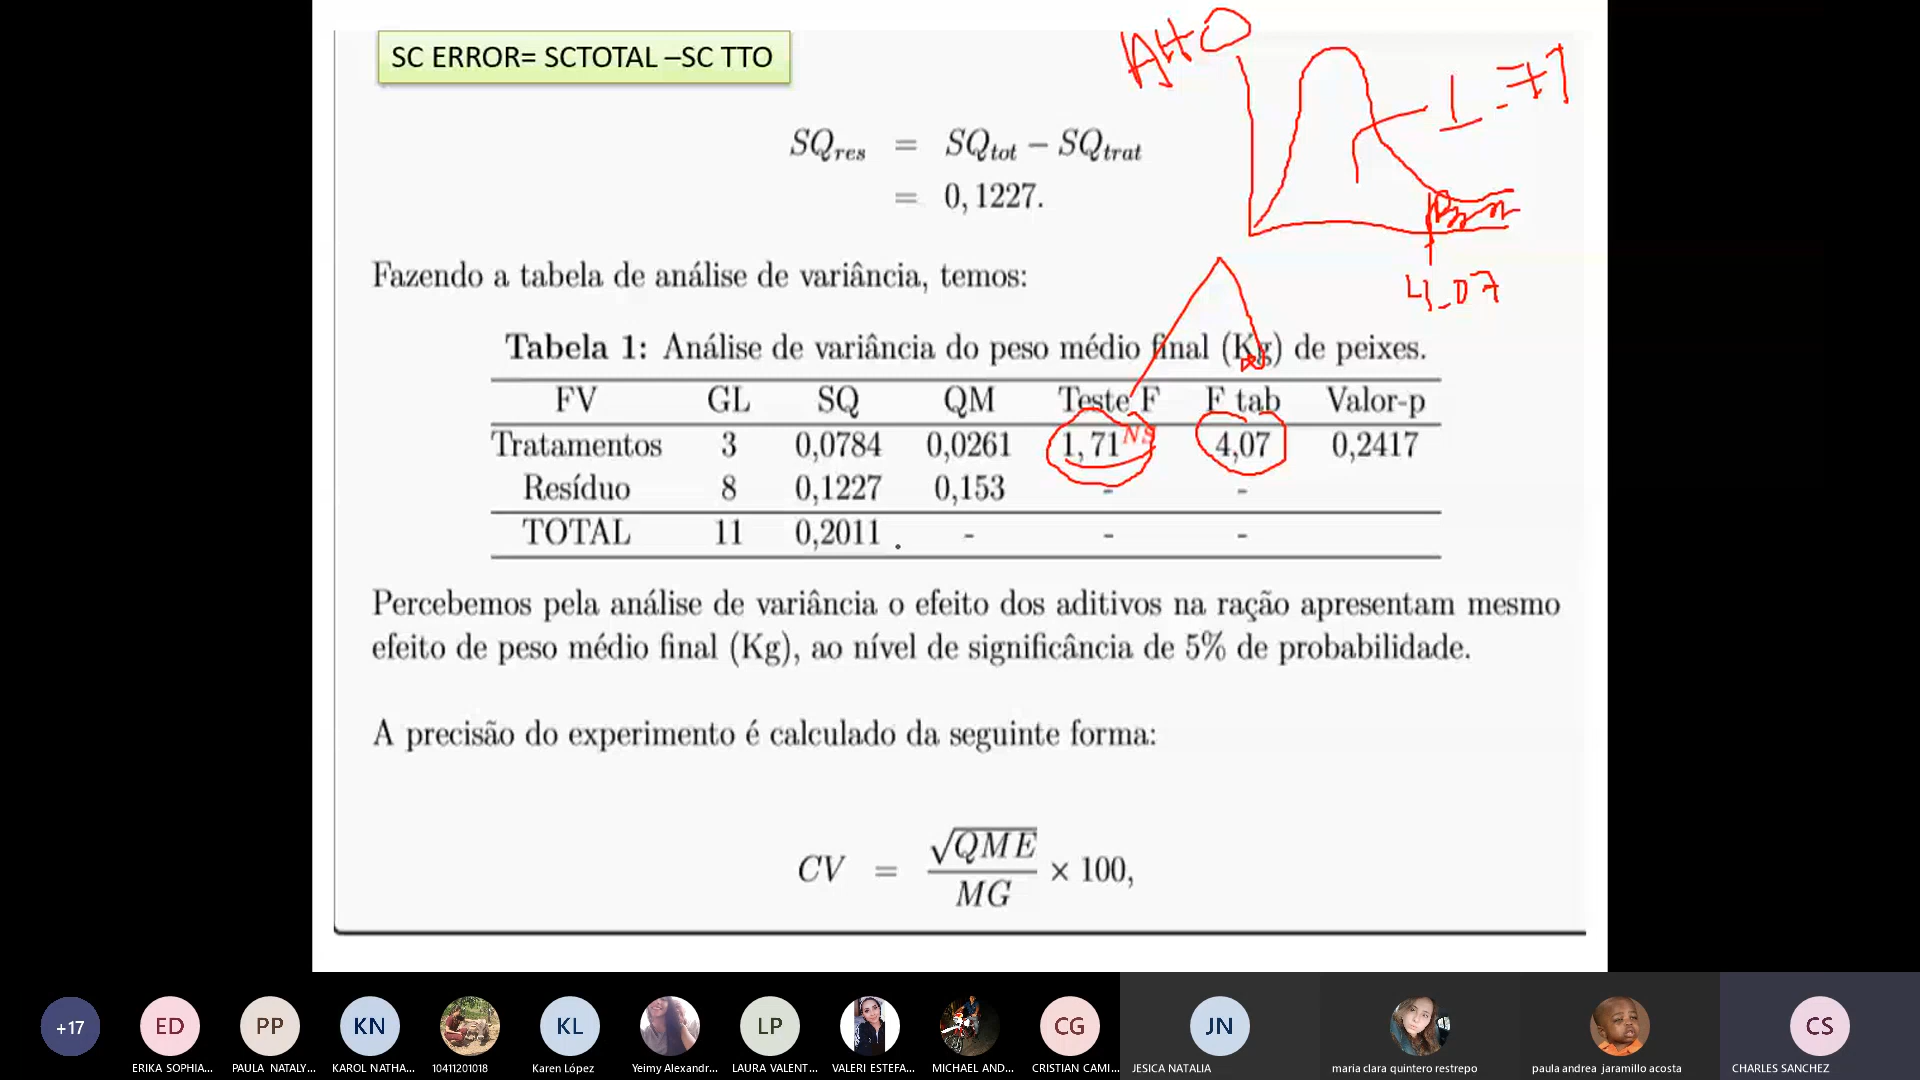 SC ERROR= SCTOTAL –SC TTO
AHO
1.71
SQres = SQtot − SQtrat
= 0,1227.
4.07
Fazendo a tabela de análise de variância, temos:
Tabela 1: Análise de variância do peso médio final (Kg) de peixes.
FV GL SQ QM Teste F F tab Valor-p
Tratamentos 3 0,0784 0,0261 1,71NS 4,07 0,2417
Resíduo 8 0,1227 0,153 - -
TOTAL 11 0,2011 - - -
Percebemos pela análise de variância o efeito dos aditivos na ração apresentam mesmo
efeito de peso médio final (Kg), ao nível de significância de 5% de probabilidade.
A precisão do experimento é calculado da seguinte forma:
CV = √QME / MG × 100,
+17 ED PP KN KL LP CG JN CS
ERIKA SOPHIA... PAULA NATALY... KAROL NATHA... 10411201018 Karen López Yeimy Alexandr... LAURA VALENT... VALERI ESTEFA... MICHAEL AND... CRISTIAN CAMI... JESICA NATALIA maria clara quintero restrepo paula andrea jaramillo acosta CHARLES SANCHEZ